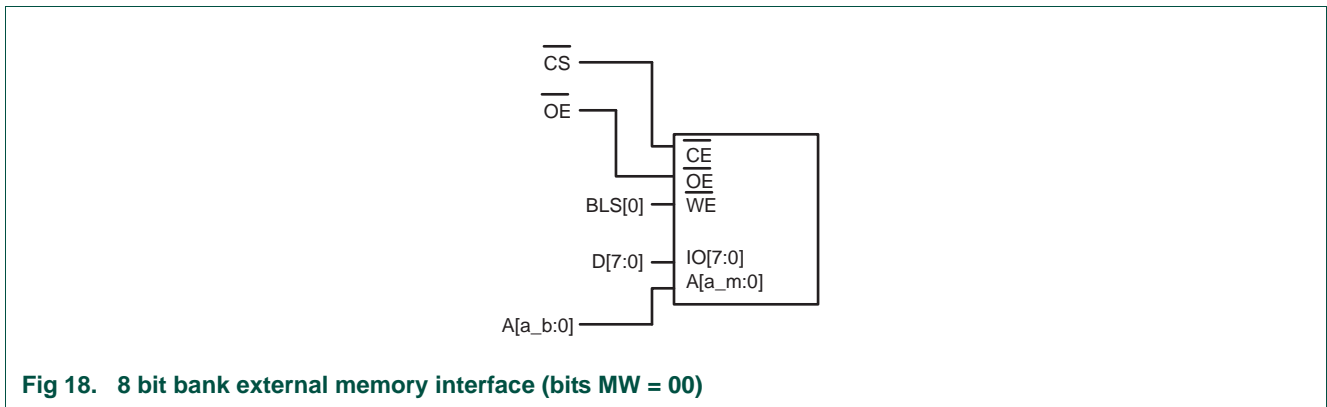 CS
OE
CE
OE
BLS[0] WE
D[7:0] IO[7:0]
A[a_m:0]
A[a_b:0]
Fig 18. 8 bit bank external memory interface (bits MW = 00)